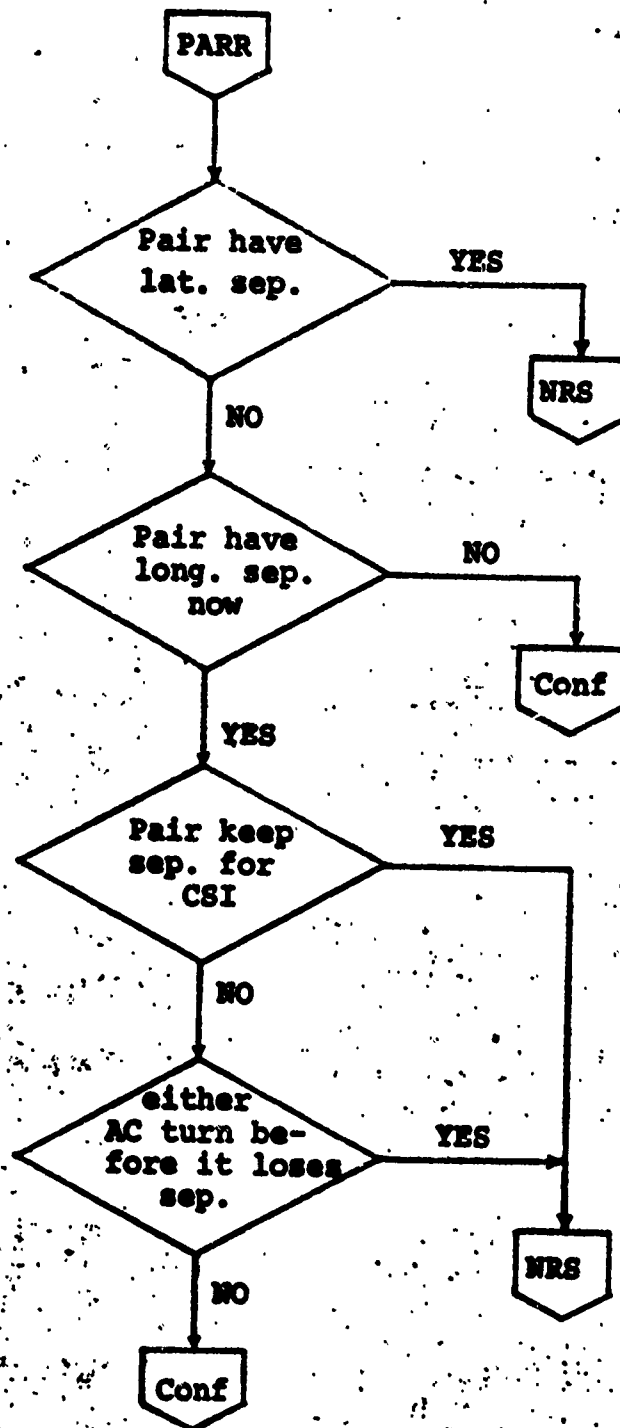 PARR
Pair have
lat. sep.
YES
NRS
NO
Pair have
long. sep.
now
NO
Conf
YES
Pair keep
sep. for
CSI
YES
NO
either
AC turn be-
fore it loses
sep.
YES
NRS
NO
Conf